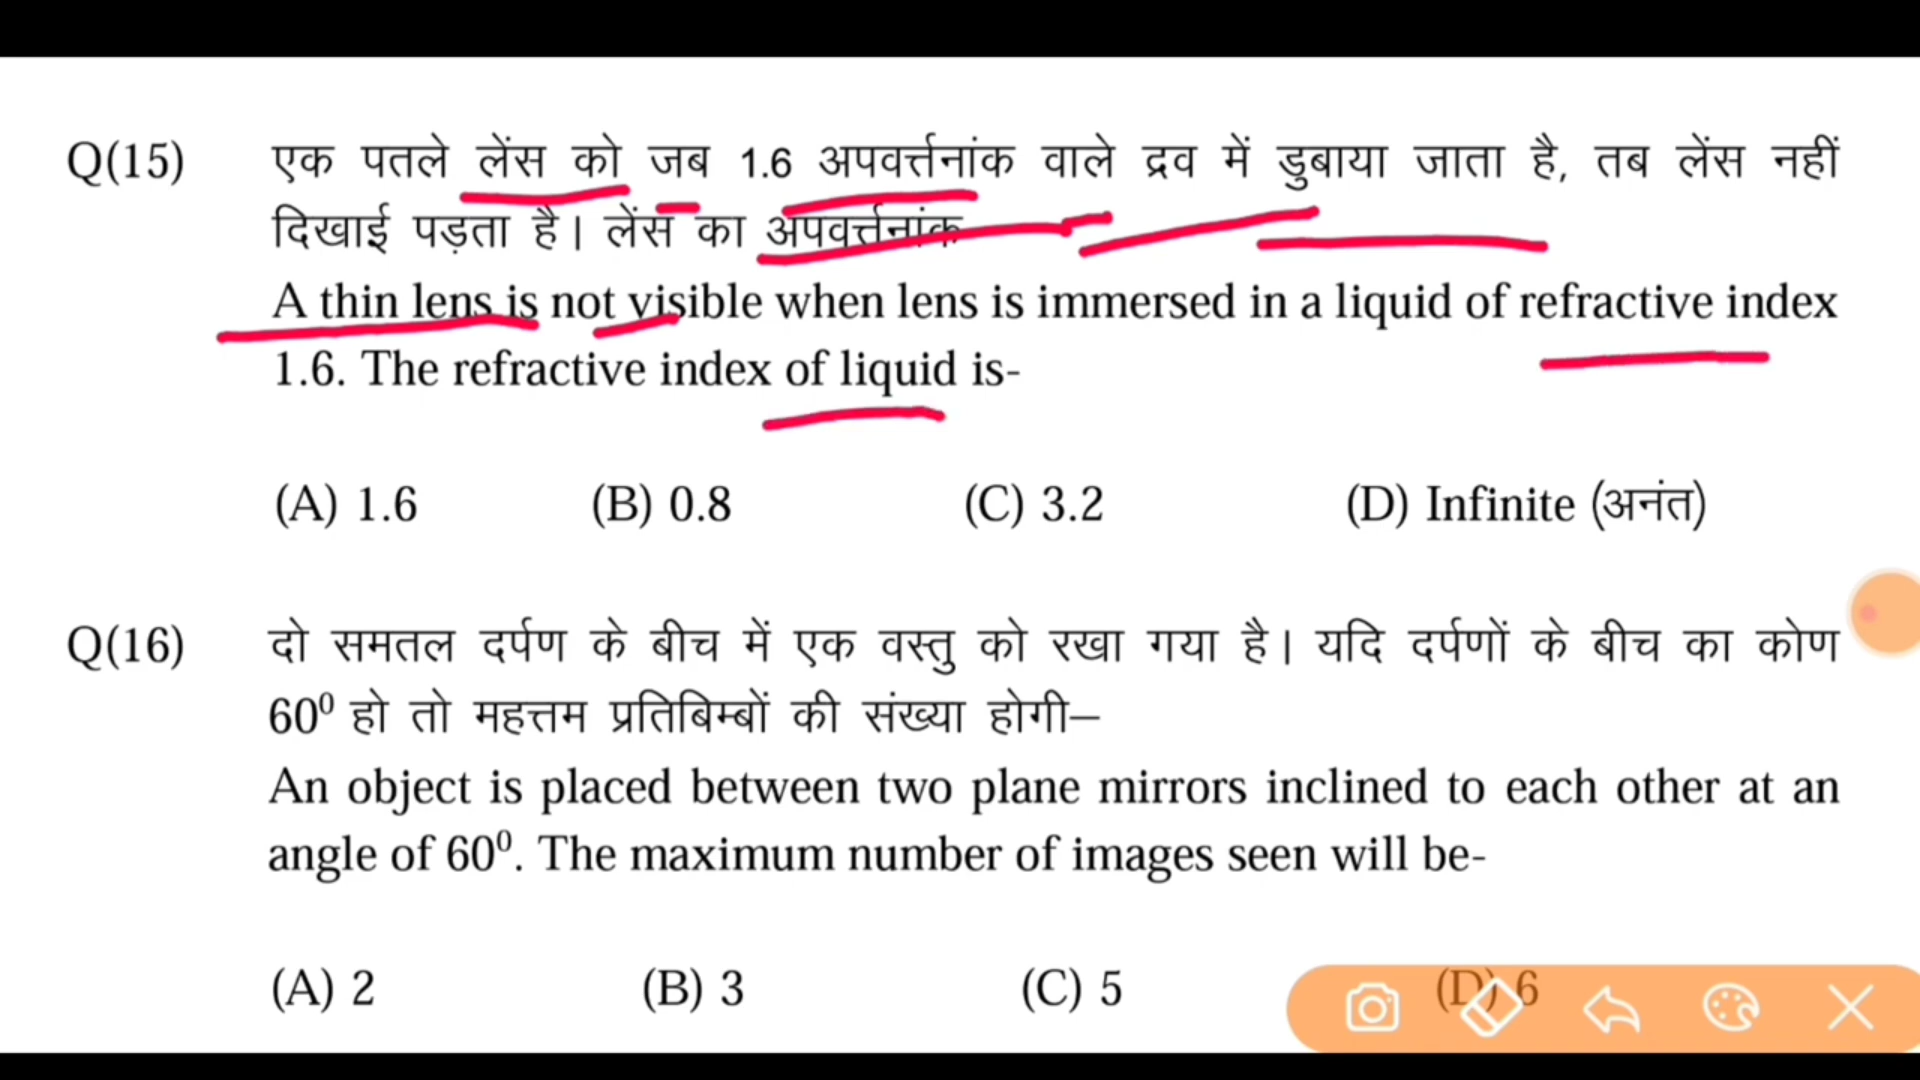 Q(15) एक पतले लेंस को जब 1.6 अपवर्त्तनांक वाले द्रव में डुबाया जाता है, तब लेंस नहीं
दिखाई पड़ता है। लेंस का अपवर्त्तनांक
A thin lens is not visible when lens is immersed in a liquid of refractive index
1.6. The refractive index of liquid is-
(A) 1.6 (B) 0.8 (C) 3.2 (D) Infinite (अनंत)
Q(16) दो समतल दर्पण के बीच में एक वस्तु को रखा गया है। यदि दर्पणों के बीच का कोण
60⁰ हो तो महत्तम प्रतिबिम्बों की संख्या होगी—
An object is placed between two plane mirrors inclined to each other at an
angle of 60⁰. The maximum number of images seen will be-
(A) 2 (B) 3 (C) 5 (D) 6